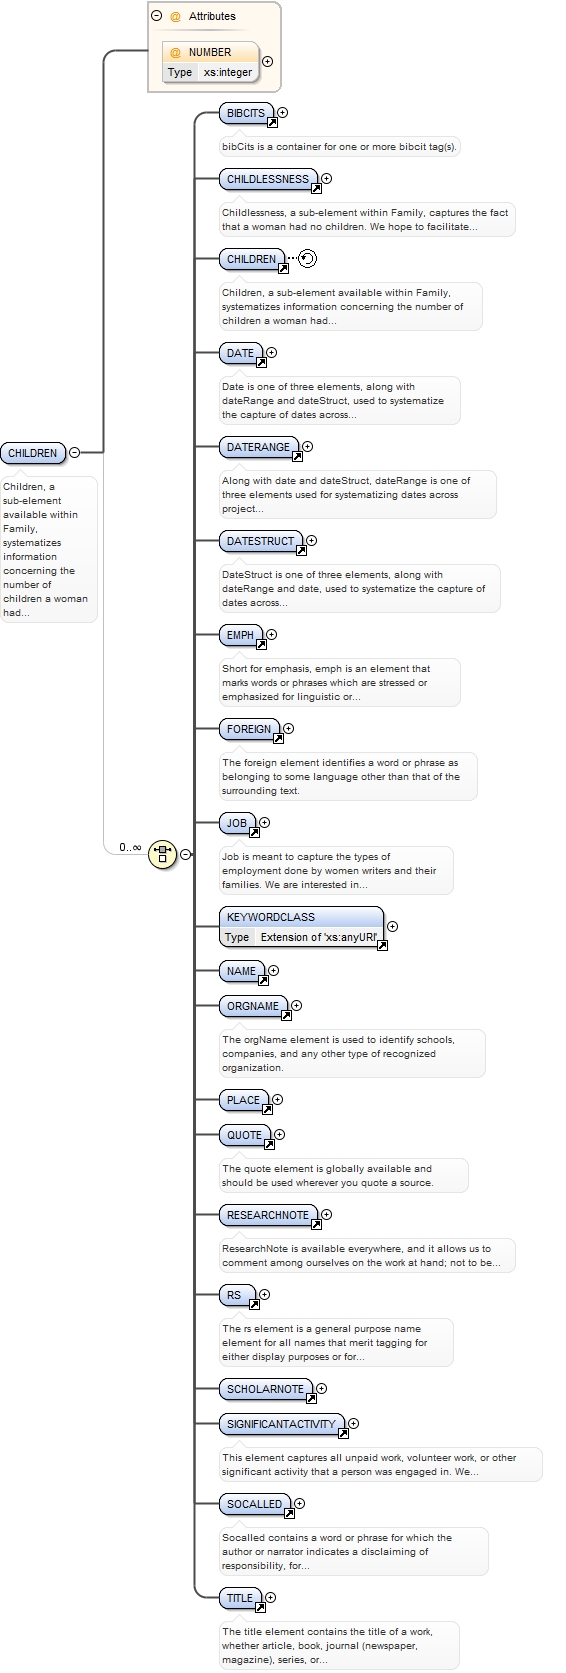 Attributes
@ NUMBER
Type xs:integer
BIBCITS
bibCits is a container for one or more bibcit tag(s).
CHILDLESSNESS
Childlessness, a sub-element within Family, captures the fact
that a woman had no children. We hope to facilitate...
CHILDREN
Children, a sub-element available within Family,
systematizes information concerning the number of
children a woman had...
DATE
Date is one of three elements, along with
dateRange and dateStruct, used to systematize
the capture of dates across...
CHILDREN
Children, a
sub-element
available within
Family,
systematizes
information
concerning the
number of
children a woman
had...
DATERANGE
Along with date and dateStruct, dateRange is one of
three elements used for systematizing dates across
project...
DATESTRUCT
DateStruct is one of three elements, along with
dateRange and date, used to systematize the capture of
dates across...
EMPH
Short for emphasis, emph is an element that
marks words or phrases which are stressed or
emphasized for linguistic or...
FOREIGN
The foreign element identifies a word or phrase as
belonging to some language other than that of the
surrounding text.
JOB
0..∞
Job is meant to capture the types of
employment done by women writers and their
families. We are interested in...
KEYWORDCLASS
Type Extension of 'xs:anyURI'
NAME
ORGNAME
The orgName element is used to identify schools,
companies, and any other type of recognized
organization.
PLACE
QUOTE
The quote element is globally available and
should be used wherever you quote a source.
RESEARCHNOTE
ResearchNote is available everywhere, and it allows us to
comment among ourselves on the work at hand; not to be...
RS
The rs element is a general purpose name
element for all names that merit tagging for
either display purposes or for...
SCHOLARNOTE
SIGNIFICANTACTIVITY
This element captures all unpaid work, volunteer work, or other
significant activity that a person was engaged in. We...
SOCALLED
Socalled contains a word or phrase for which the
author or narrator indicates a disclaiming of
responsibility, for...
TITLE
The title element contains the title of a work,
whether article, book, journal (newspaper,
magazine), series, or...